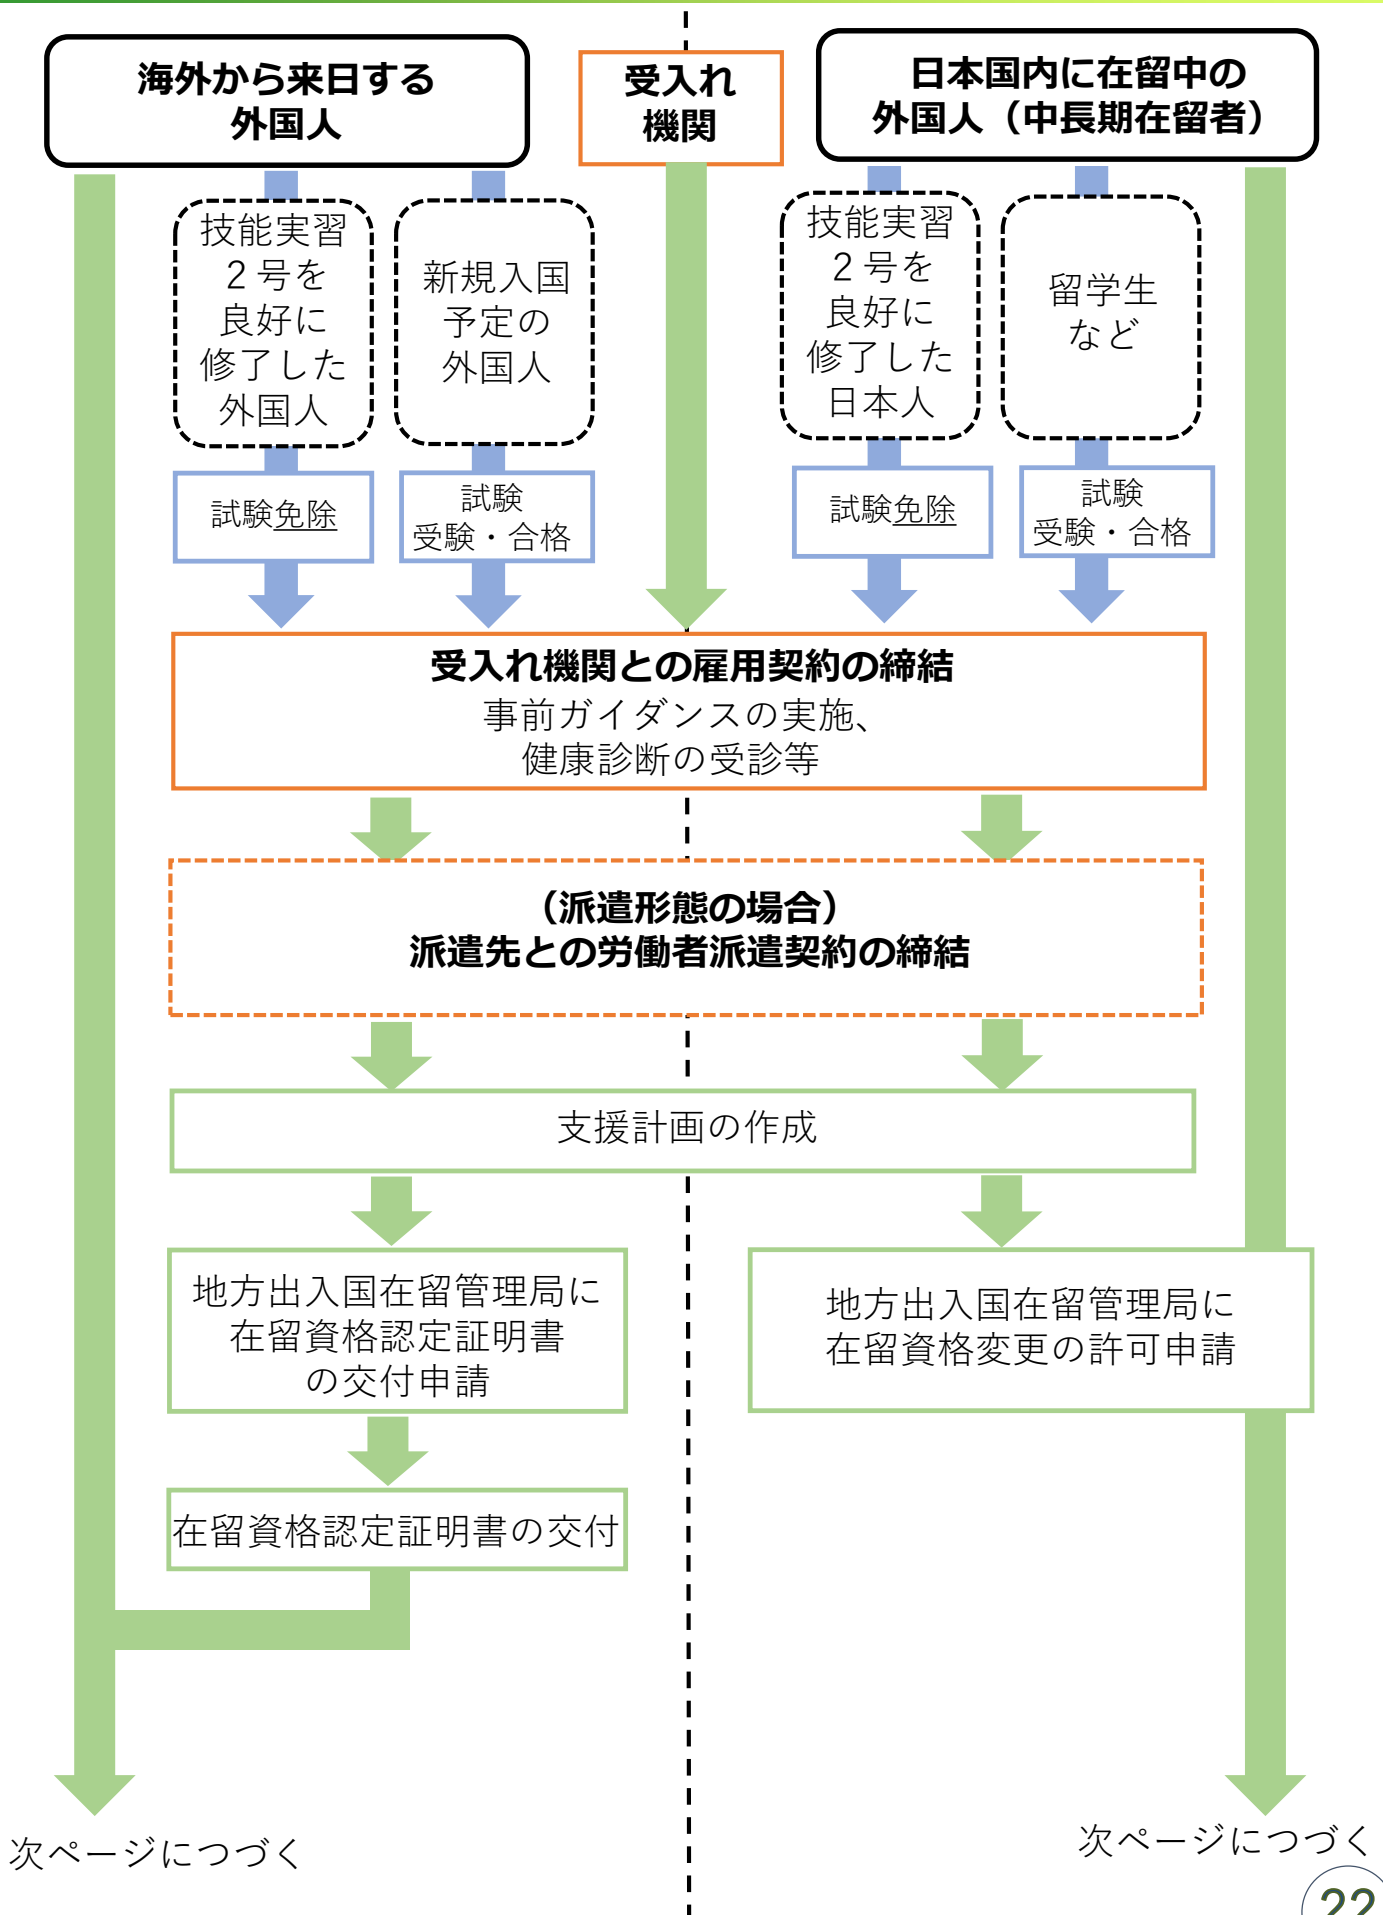 海外から来日する
外国人
受入れ
機関
日本国内に在留中の
外国人（中長期在留者）
技能実習
２号を
良好に
修了した
外国人
新規入国
予定の
外国人
技能実習
２号を
良好に
修了した
日本人
留学生
など
試験免除
試験
受験・合格
試験免除
試験
受験・合格
受入れ機関との雇用契約の締結
事前ガイダンスの実施、
健康診断の受診等
（派遣形態の場合）
派遣先との労働者派遣契約の締結
支援計画の作成
地方出入国在留管理局に
在留資格認定証明書
の交付申請
地方出入国在留管理局に
在留資格変更の許可申請
在留資格認定証明書の交付
次ページにつづく
次ページにつづく
22